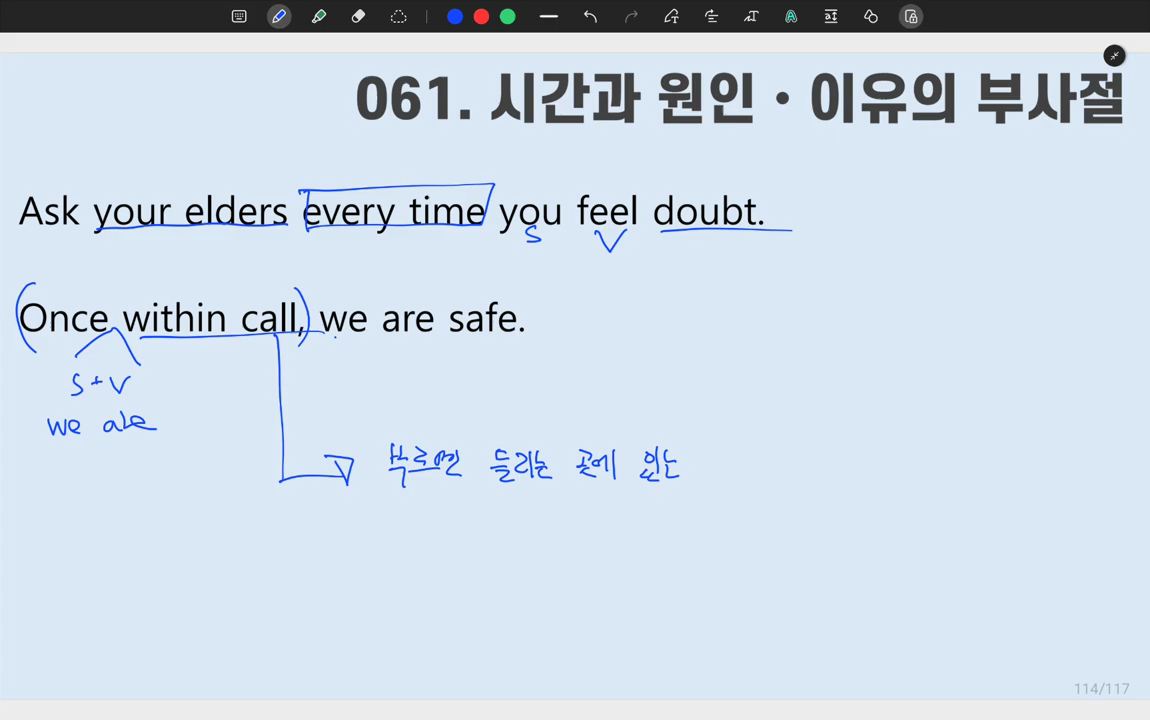 061. 시간과 원인・이유의 부사절
Ask your elders every time you feel doubt.
S V
Once within call, we are safe.
S + V
we are
부르면 들리는 곳에 있는
114/117